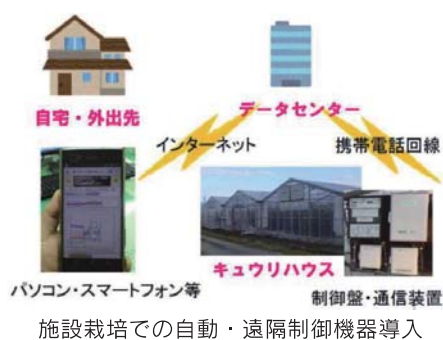 自宅・外出先
データセンター
インターネット
携帯電話回線
キュウリハウス
パソコン・スマートフォン等
制御盤・通信装置
施設栽培での自動・遠隔制御機器導入